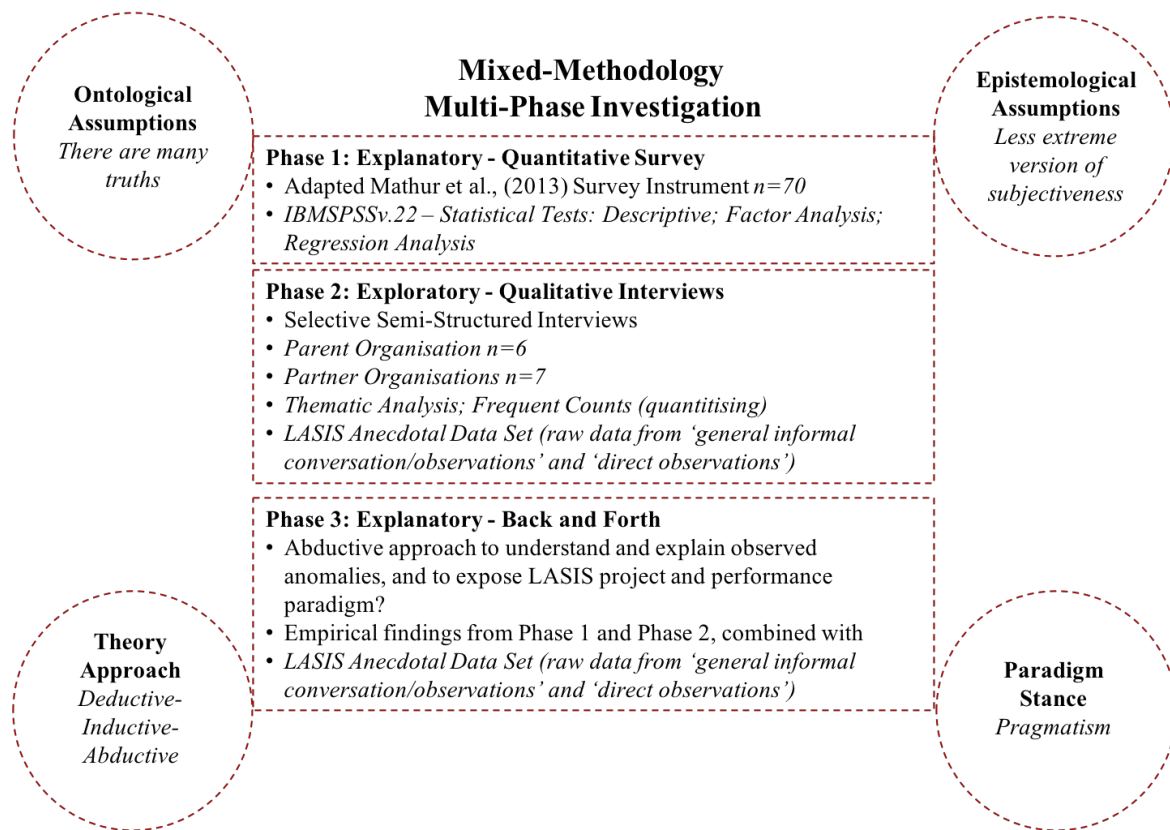 Mixed-Methodology
Multi-Phase Investigation
Ontological
Assumptions
There are many
truths
Epistemological
Assumptions
Less extreme
version of
subjectiveness
Phase 1: Explanatory - Quantitative Survey
• Adapted Mathur et al., (2013) Survey Instrument n=70
• IBMSPSSv.22 – Statistical Tests: Descriptive; Factor Analysis;
Regression Analysis
Phase 2: Exploratory - Qualitative Interviews
• Selective Semi-Structured Interviews
• Parent Organisation n=6
• Partner Organisations n=7
• Thematic Analysis; Frequent Counts (quantitising)
• LASIS Anecdotal Data Set (raw data from ‘general informal
conversation/observations’ and ‘direct observations’)
Phase 3: Explanatory - Back and Forth
• Abductive approach to understand and explain observed
anomalies, and to expose LASIS project and performance
paradigm?
• Empirical findings from Phase 1 and Phase 2, combined with
• LASIS Anecdotal Data Set (raw data from ‘general informal
conversation/observations’ and ‘direct observations’)
Theory
Approach
Deductive-
Inductive-
Abductive
Paradigm
Stance
Pragmatism